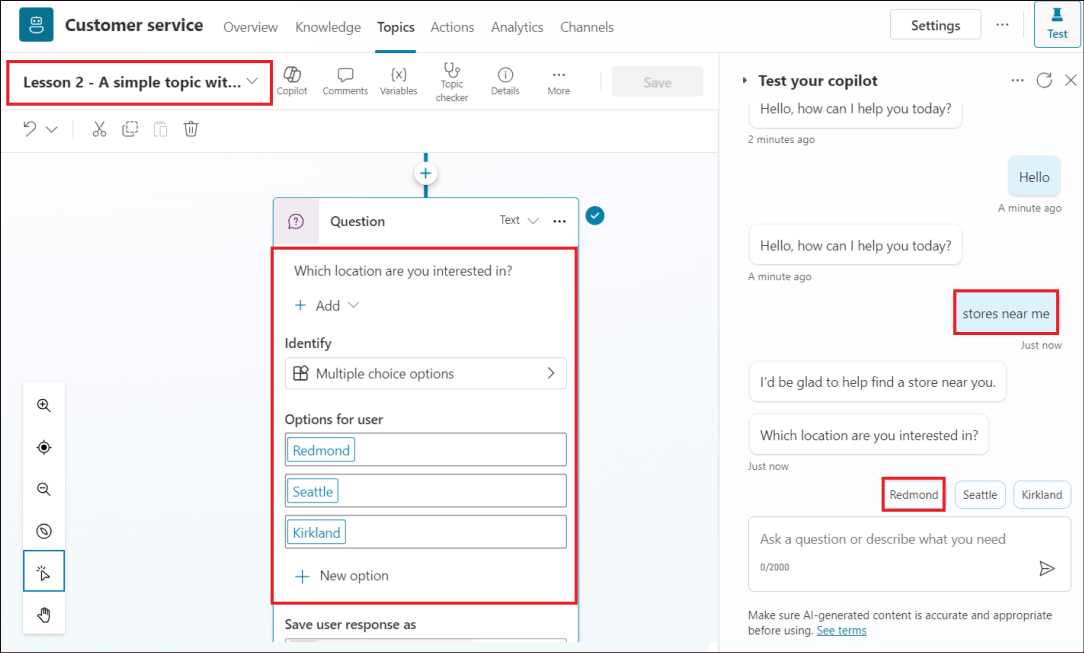 Customer service
Overview
Knowledge
Topics
Actions
Analytics
Channels
Settings
...
Test
Lesson 2 - A simple topic wit...
Copilot
Comments
{x}
Variables
Topic
checker
Details
...
More
Save
Question
Text
...
Which location are you interested in?
+ Add
Identify
Multiple choice options
Options for user
Redmond
Seattle
Kirkland
+ New option
Save user response as
Test your copilot
...
Hello, how can I help you today?
2 minutes ago
Hello
A minute ago
Hello, how can I help you today?
A minute ago
stores near me
Just now
I'd be glad to help find a store near you.
Which location are you interested in?
Just now
Redmond
Seattle
Kirkland
Ask a question or describe what you need
0/2000
Make sure AI-generated content is accurate and appropriate
before using. See terms